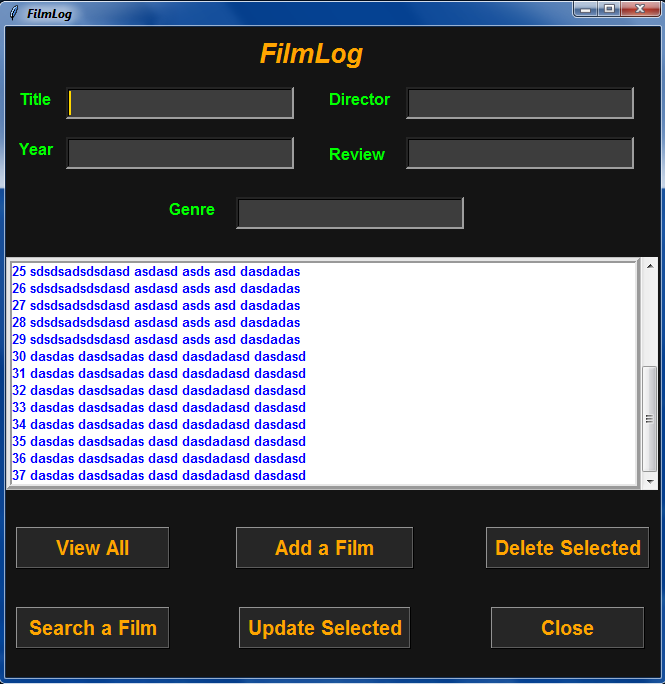 FilmLog
FilmLog
Title
Director
Year
Review
Genre
25 sdsdsadsdsdasd asdasd asds asd dasdadas
26 sdsdsadsdsdasd asdasd asds asd dasdadas
27 sdsdsadsdsdasd asdasd asds asd dasdadas
28 sdsdsadsdsdasd asdasd asds asd dasdadas
29 sdsdsadsdsdasd asdasd asds asd dasdadas
30 dasdas dasdsadas dasd dasdadasd dasdasd
31 dasdas dasdsadas dasd dasdadasd dasdasd
32 dasdas dasdsadas dasd dasdadasd dasdasd
33 dasdas dasdsadas dasd dasdadasd dasdasd
34 dasdas dasdsadas dasd dasdadasd dasdasd
35 dasdas dasdsadas dasd dasdadasd dasdasd
36 dasdas dasdsadas dasd dasdadasd dasdasd
37 dasdas dasdsadas dasd dasdadasd dasdasd
View All
Add a Film
Delete Selected
Search a Film
Update Selected
Close